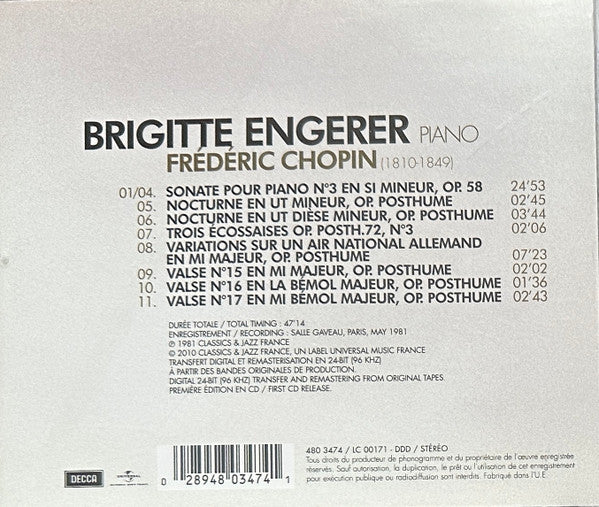 BRIGITTE ENGERER PIANO
FRÉDÉRIC CHOPIN (1810-1849)
01/04. SONATE POUR PIANO N°3 EN SI MINEUR, OP. 58 24'53
05. NOCTURNE EN UT MINEUR, OP. POSTHUME 02'45
06. NOCTURNE EN UT DIÈSE MINEUR, OP. POSTHUME 03'44
07. TROIS ÉCOSSAISES OP. POSTH.72, N°3 02'06
08. VARIATIONS SUR UN AIR NATIONAL ALLEMAND
EN MI MAJEUR, OP. POSTHUME 07'23
09. VALSE N°15 EN MI MAJEUR, OP. POSTHUME 02'02
10. VALSE N°16 EN LA BÉMOL MAJEUR, OP. POSTHUME 01'36
11. VALSE N°17 EN MI BÉMOL MAJEUR, OP. POSTHUME 02'43
DURÉE TOTALE / TOTAL TIMING : 47'14
ENREGISTREMENT / RECORDING : SALLE GAVEAU, PARIS, MAY 1981
℗ 1981 CLASSICS & JAZZ FRANCE
© 2010 CLASSICS & JAZZ FRANCE, UN LABEL UNIVERSAL MUSIC FRANCE
TRANSFERT DIGITAL ET REMASTERISATION EN 24-BIT (96 KHZ)
À PARTIR DES BANDES ORIGINALES DE PRODUCTION.
DIGITAL 24-BIT (96 KHZ) TRANSFER AND REMASTERING FROM ORIGINAL TAPES.
PREMIÈRE ÉDITION EN CD / FIRST CD RELEASE.
480 3474 / LC 00171 - DDD / STÉRÉO
Tous droits du producteur de phonogramme et du propriétaire de l'œuvre enregistrée
réservés. Sauf autorisation, la duplication, le prêt ou l'utilisation de cet enregistrement
pour exécution publique ou radiodiffusion sont interdits. Fabriqué dans l'U.E.
DECCA
UNIVERSAL
UNIVERSAL MUSIC FRANCE
0 28948 03474 1